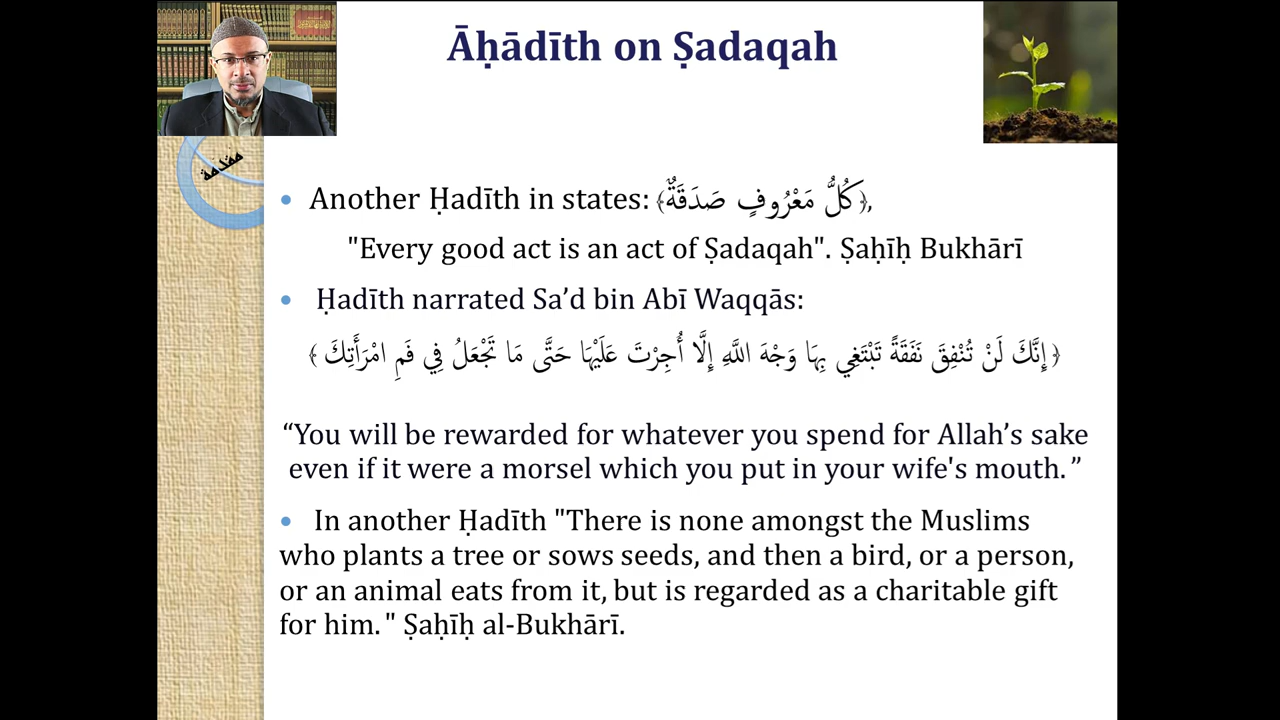 Āḥādīth on Ṣadaqah
مقدمة
• Another Ḥadīth in states: ﴿كُلُّ مَعْرُوفٍ صَدَقَةٌ﴾,
"Every good act is an act of Ṣadaqah". Ṣaḥīḥ Bukhārī
• Ḥadīth narrated Sa’d bin Abī Waqqās:
﴿إِنَّكَ لَنْ تُنْفِقَ نَفَقَةً تَبْتَغِي بِهَا وَجْهَ اللَّهِ إِلَّا أُجِرْتَ عَلَيْهَا حَتَّى مَا تَجْعَلُ فِي فَمِ امْرَأَتِكَ﴾
“You will be rewarded for whatever you spend for Allah’s sake
even if it were a morsel which you put in your wife's mouth.”
• In another Ḥadīth "There is none amongst the Muslims
who plants a tree or sows seeds, and then a bird, or a person,
or an animal eats from it, but is regarded as a charitable gift
for him." Ṣaḥīḥ al-Bukhārī.